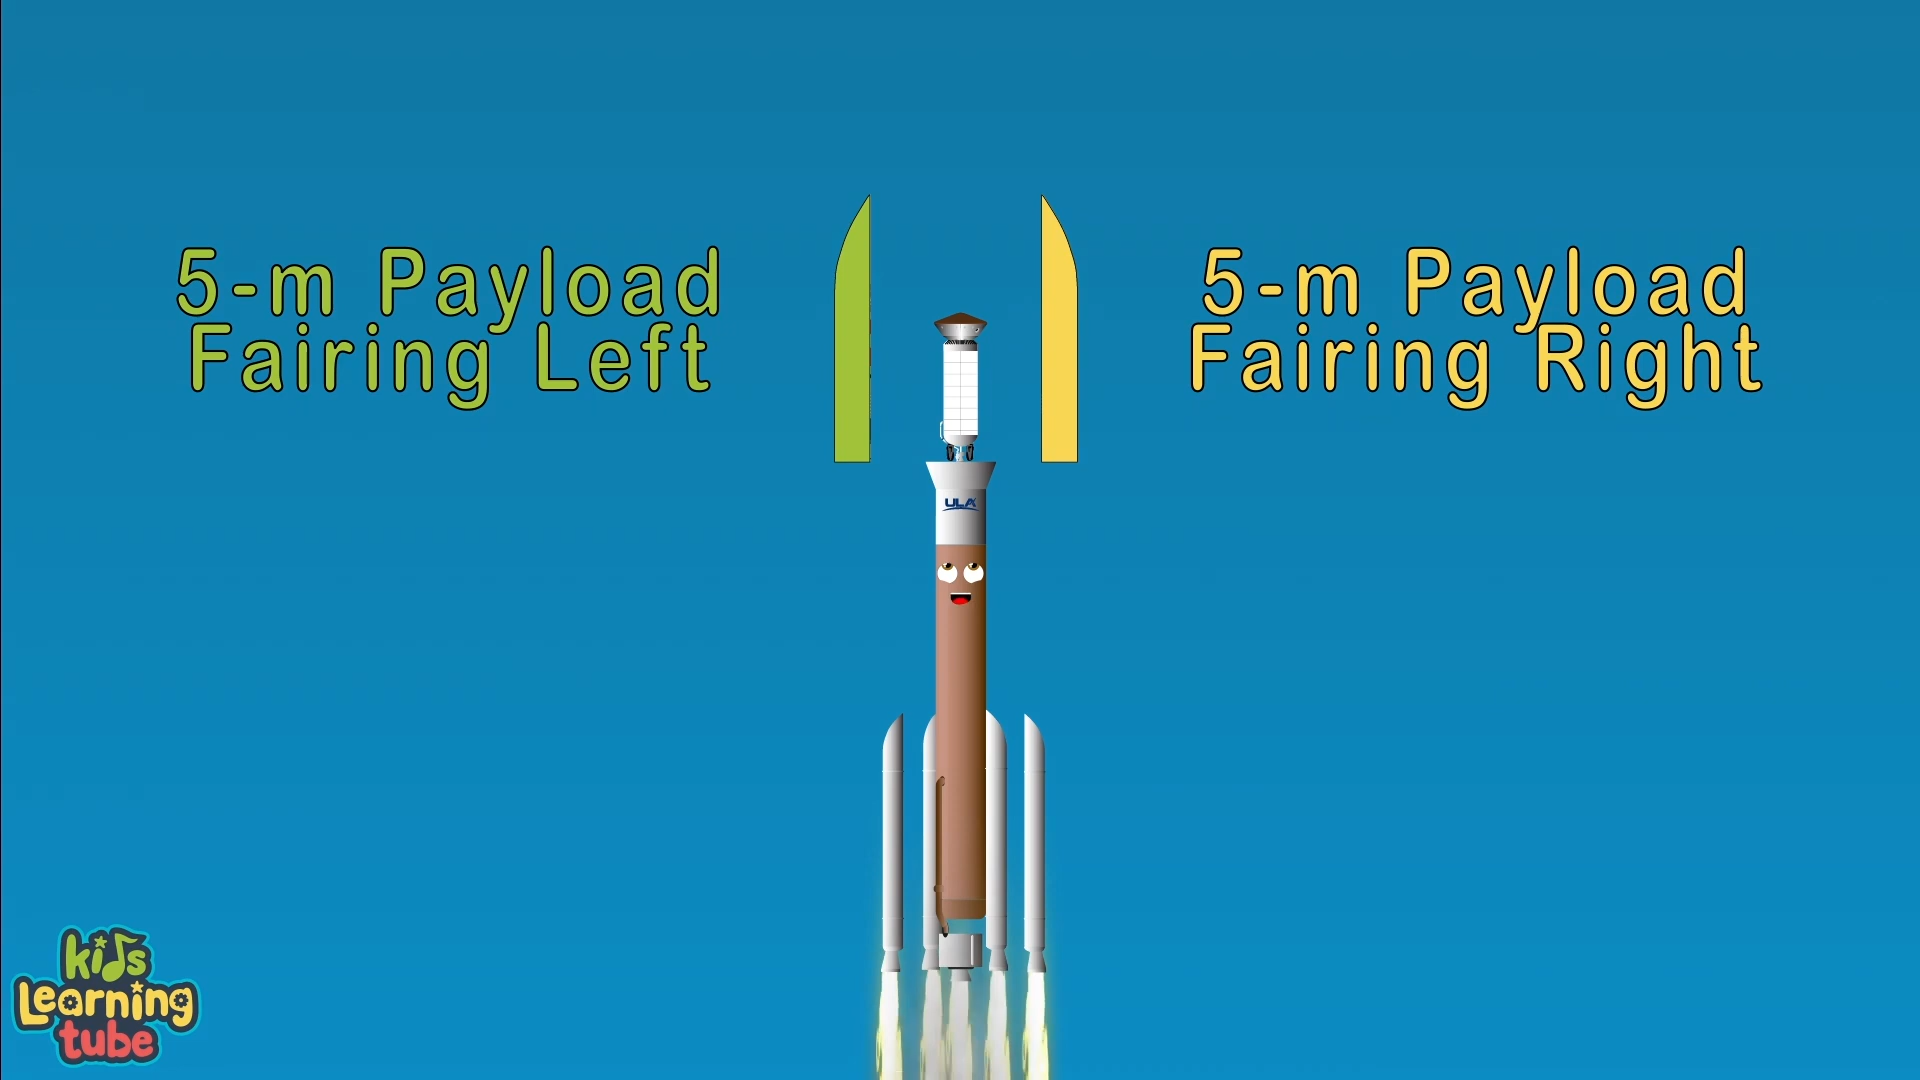 5-m Payload
Fairing Left
5-m Payload
Fairing Right
ULA
kids
Learning
tube